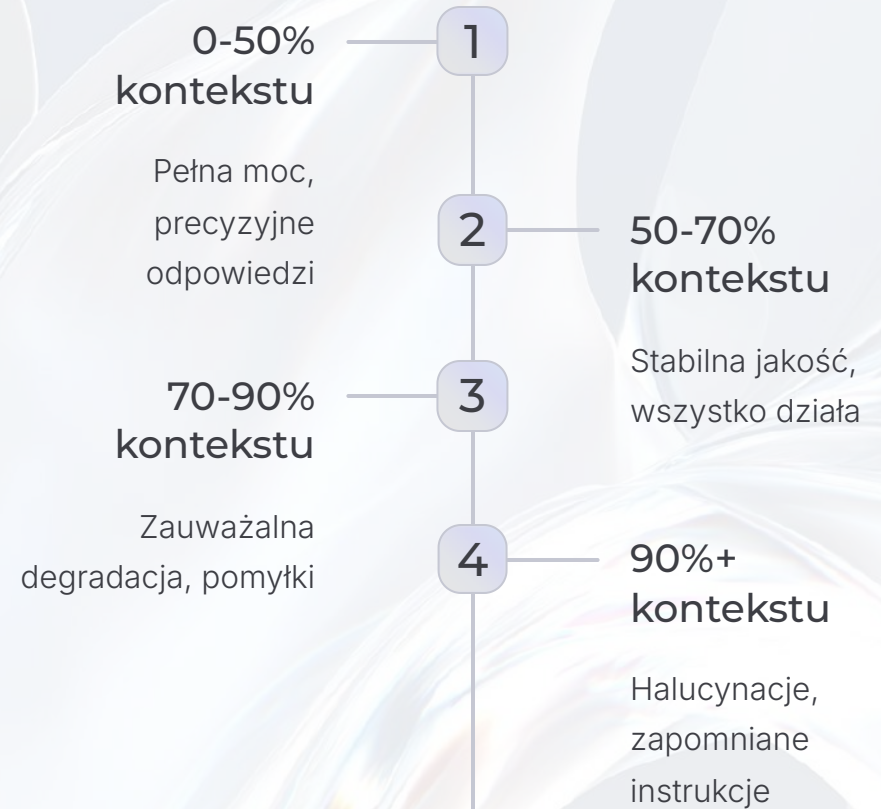 1
0-50%
kontekstu
Pełna moc,
precyzyjne
odpowiedzi
2
50-70%
kontekstu
Stabilna jakość,
wszystko działa
3
70-90%
kontekstu
Zauważalna
degradacja, pomyłki
4
90%+
kontekstu
Halucynacje,
zapomniane
instrukcje